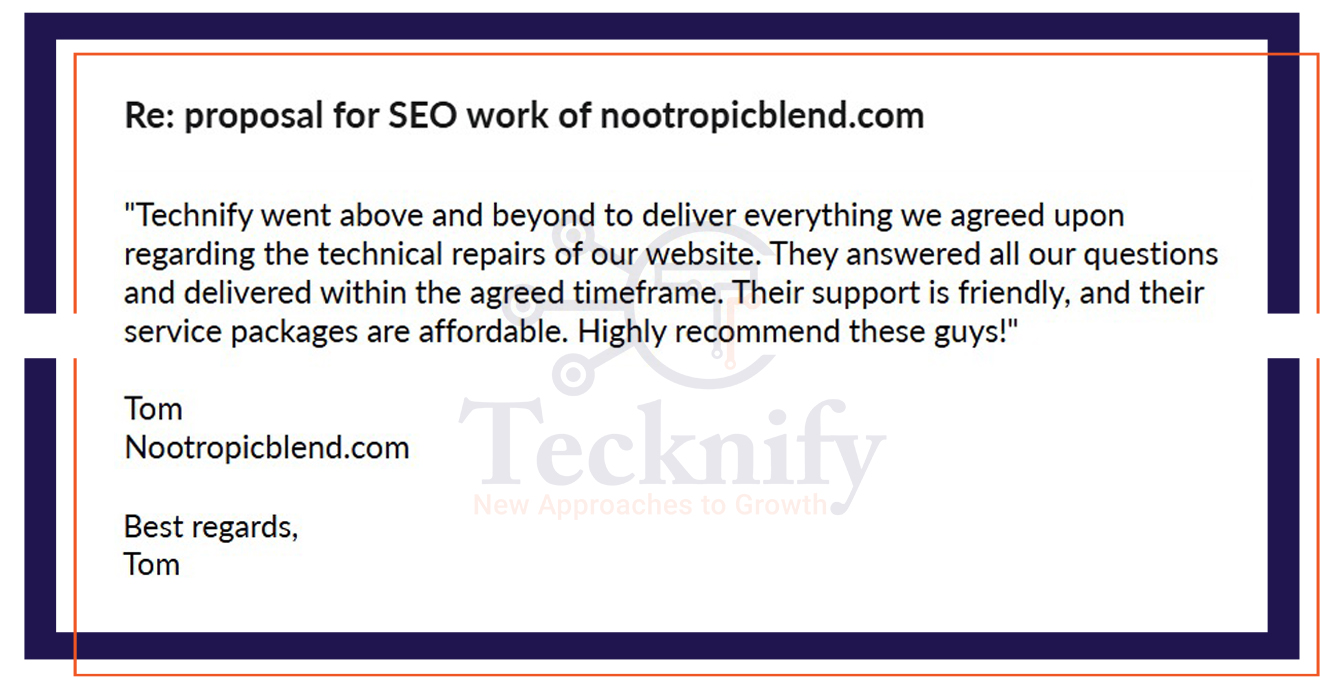 Re: proposal for SEO work of nootropicblend.com
"Technify went above and beyond to deliver everything we agreed upon
regarding the technical repairs of our website. They answered all our questions
and delivered within the agreed timeframe. Their support is friendly, and their
service packages are affordable. Highly recommend these guys!"
Tom
Nootropicblend.com
Tecknify
New Approaches to Growth
Best regards,
Tom